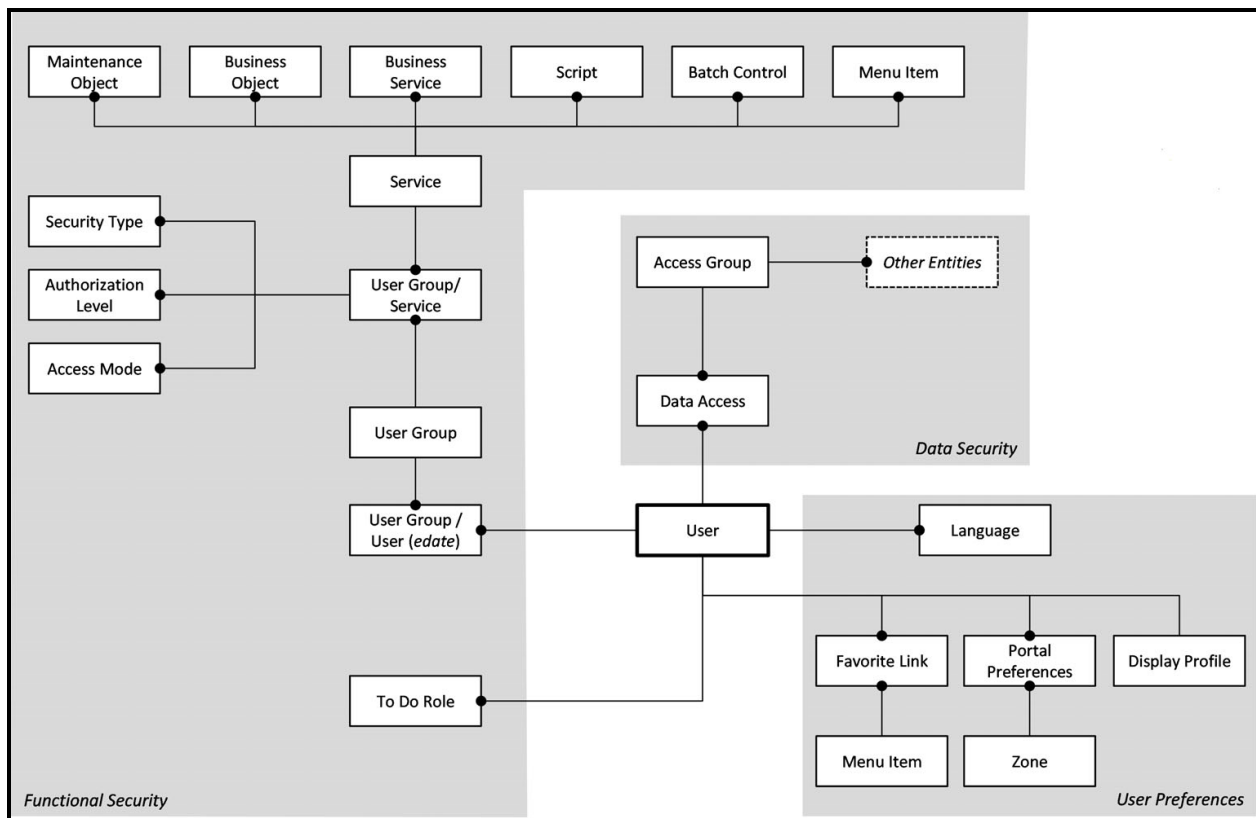 Maintenance
Object
Business
Object
Business
Service
Script
Batch Control
Menu Item
Service
Security Type
Authorization
Level
Access Mode
User Group/
Service
User Group
User Group /
User (edate)
To Do Role
Functional Security
Access Group
Other Entities
Data Access
Data Security
User
Language
Favorite Link
Portal
Preferences
Display Profile
Menu Item
Zone
User Preferences